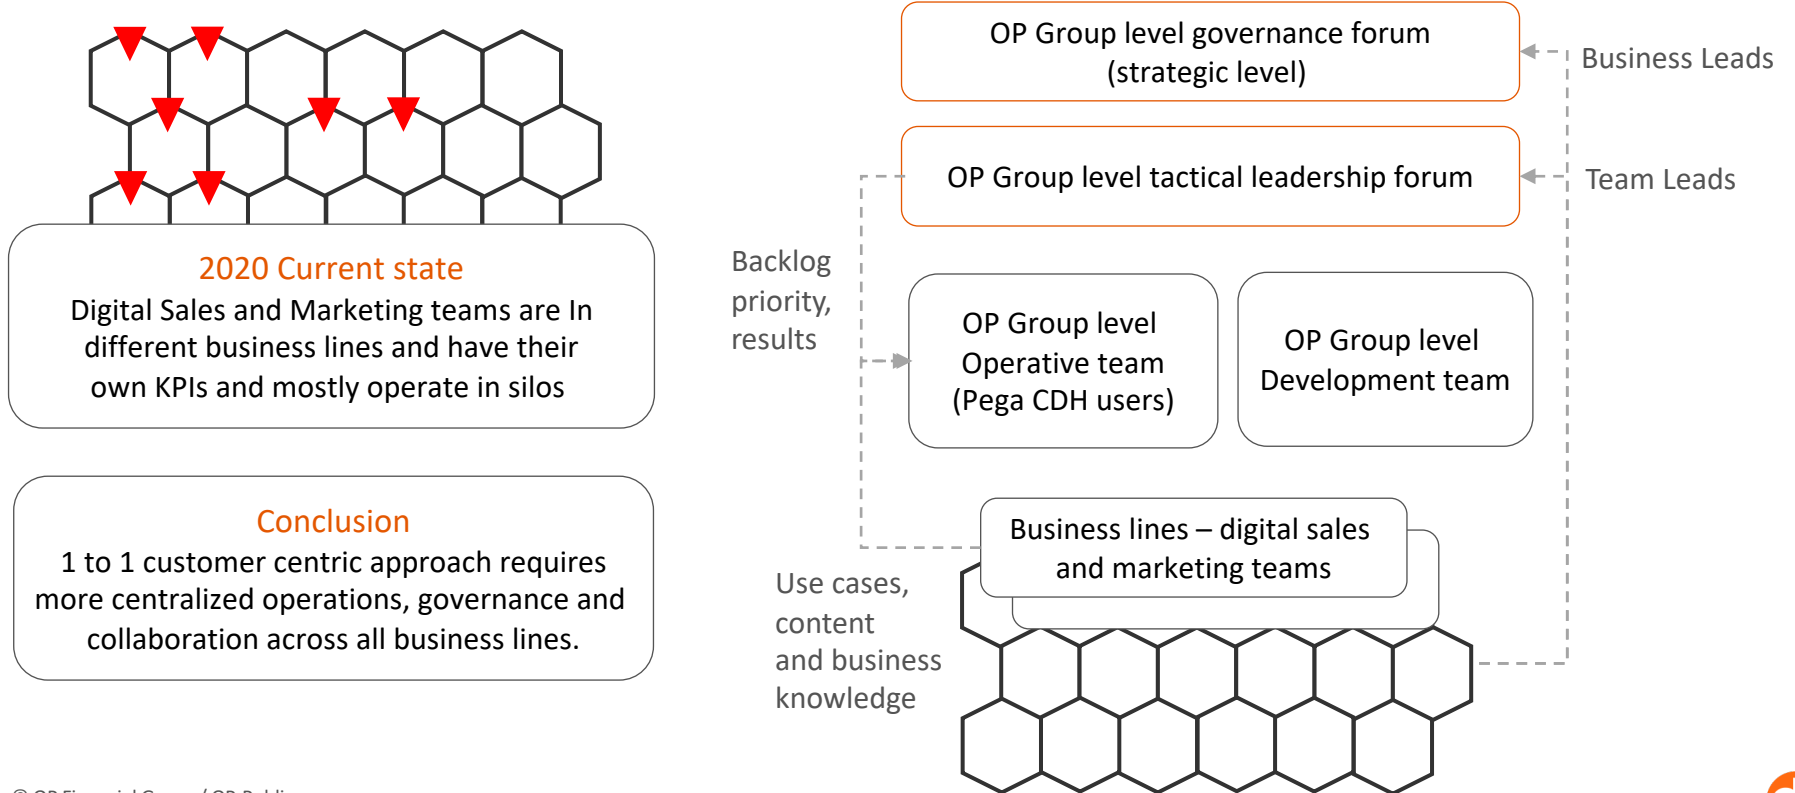 2020 Current state
Digital Sales and Marketing teams are In
different business lines and have their
own KPIs and mostly operate in silos
Conclusion
1 to 1 customer centric approach requires
more centralized operations, governance and
collaboration across all business lines.
OP Group level governance forum
(strategic level)
Business Leads
OP Group level tactical leadership forum
Team Leads
Backlog
priority,
results
OP Group level
Operative team
(Pega CDH users)
OP Group level
Development team
Business lines – digital sales
and marketing teams
Use cases,
content
and business
knowledge